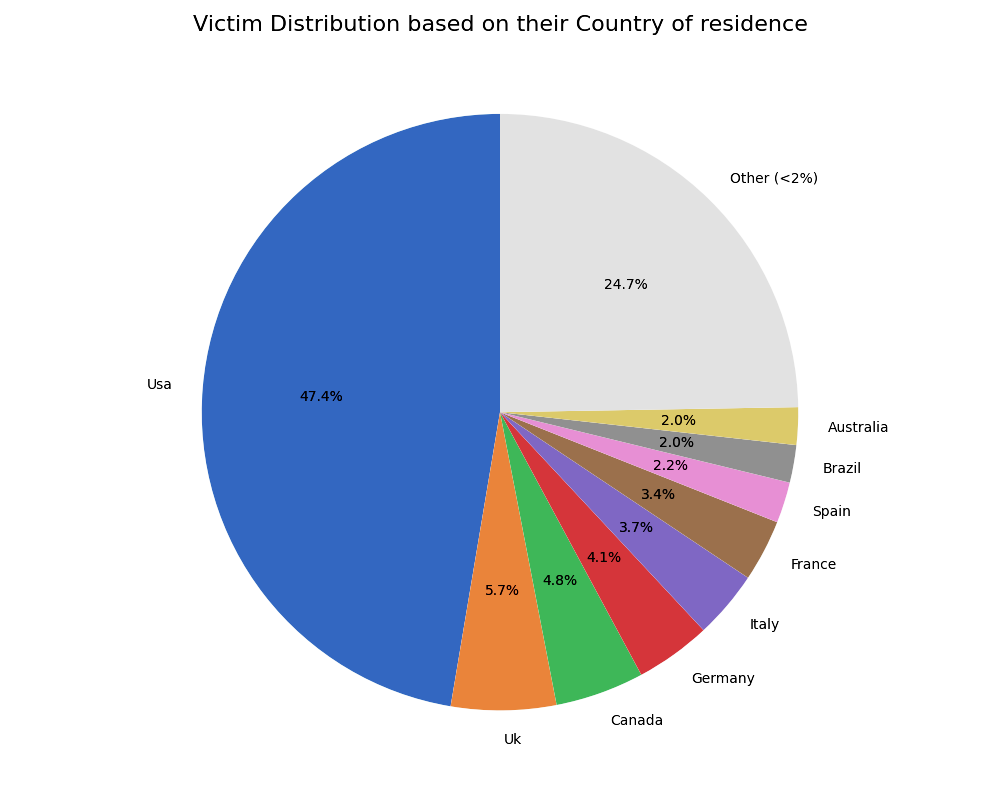 Victim Distribution based on their Country of residence
Other (<2%)
24.7%
Usa
47.4%
2.0%
Australia
2.0%
Brazil
2.2%
Spain
3.4%
France
3.7%
Italy
4.1%
Germany
4.8%
Canada
5.7%
Uk